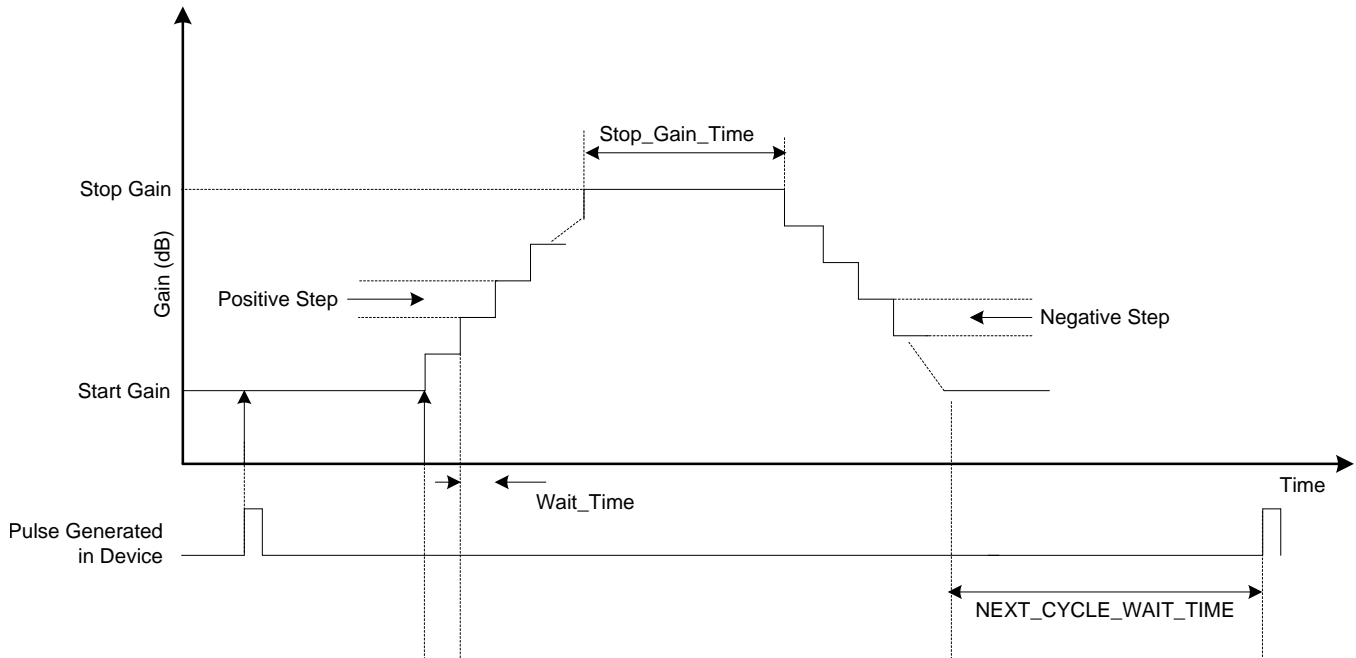 Stop_Gain_Time
Stop Gain
Gain (dB)
Positive Step
Negative Step
Start Gain
Time
Wait_Time
Pulse Generated
in Device
NEXT_CYCLE_WAIT_TIME